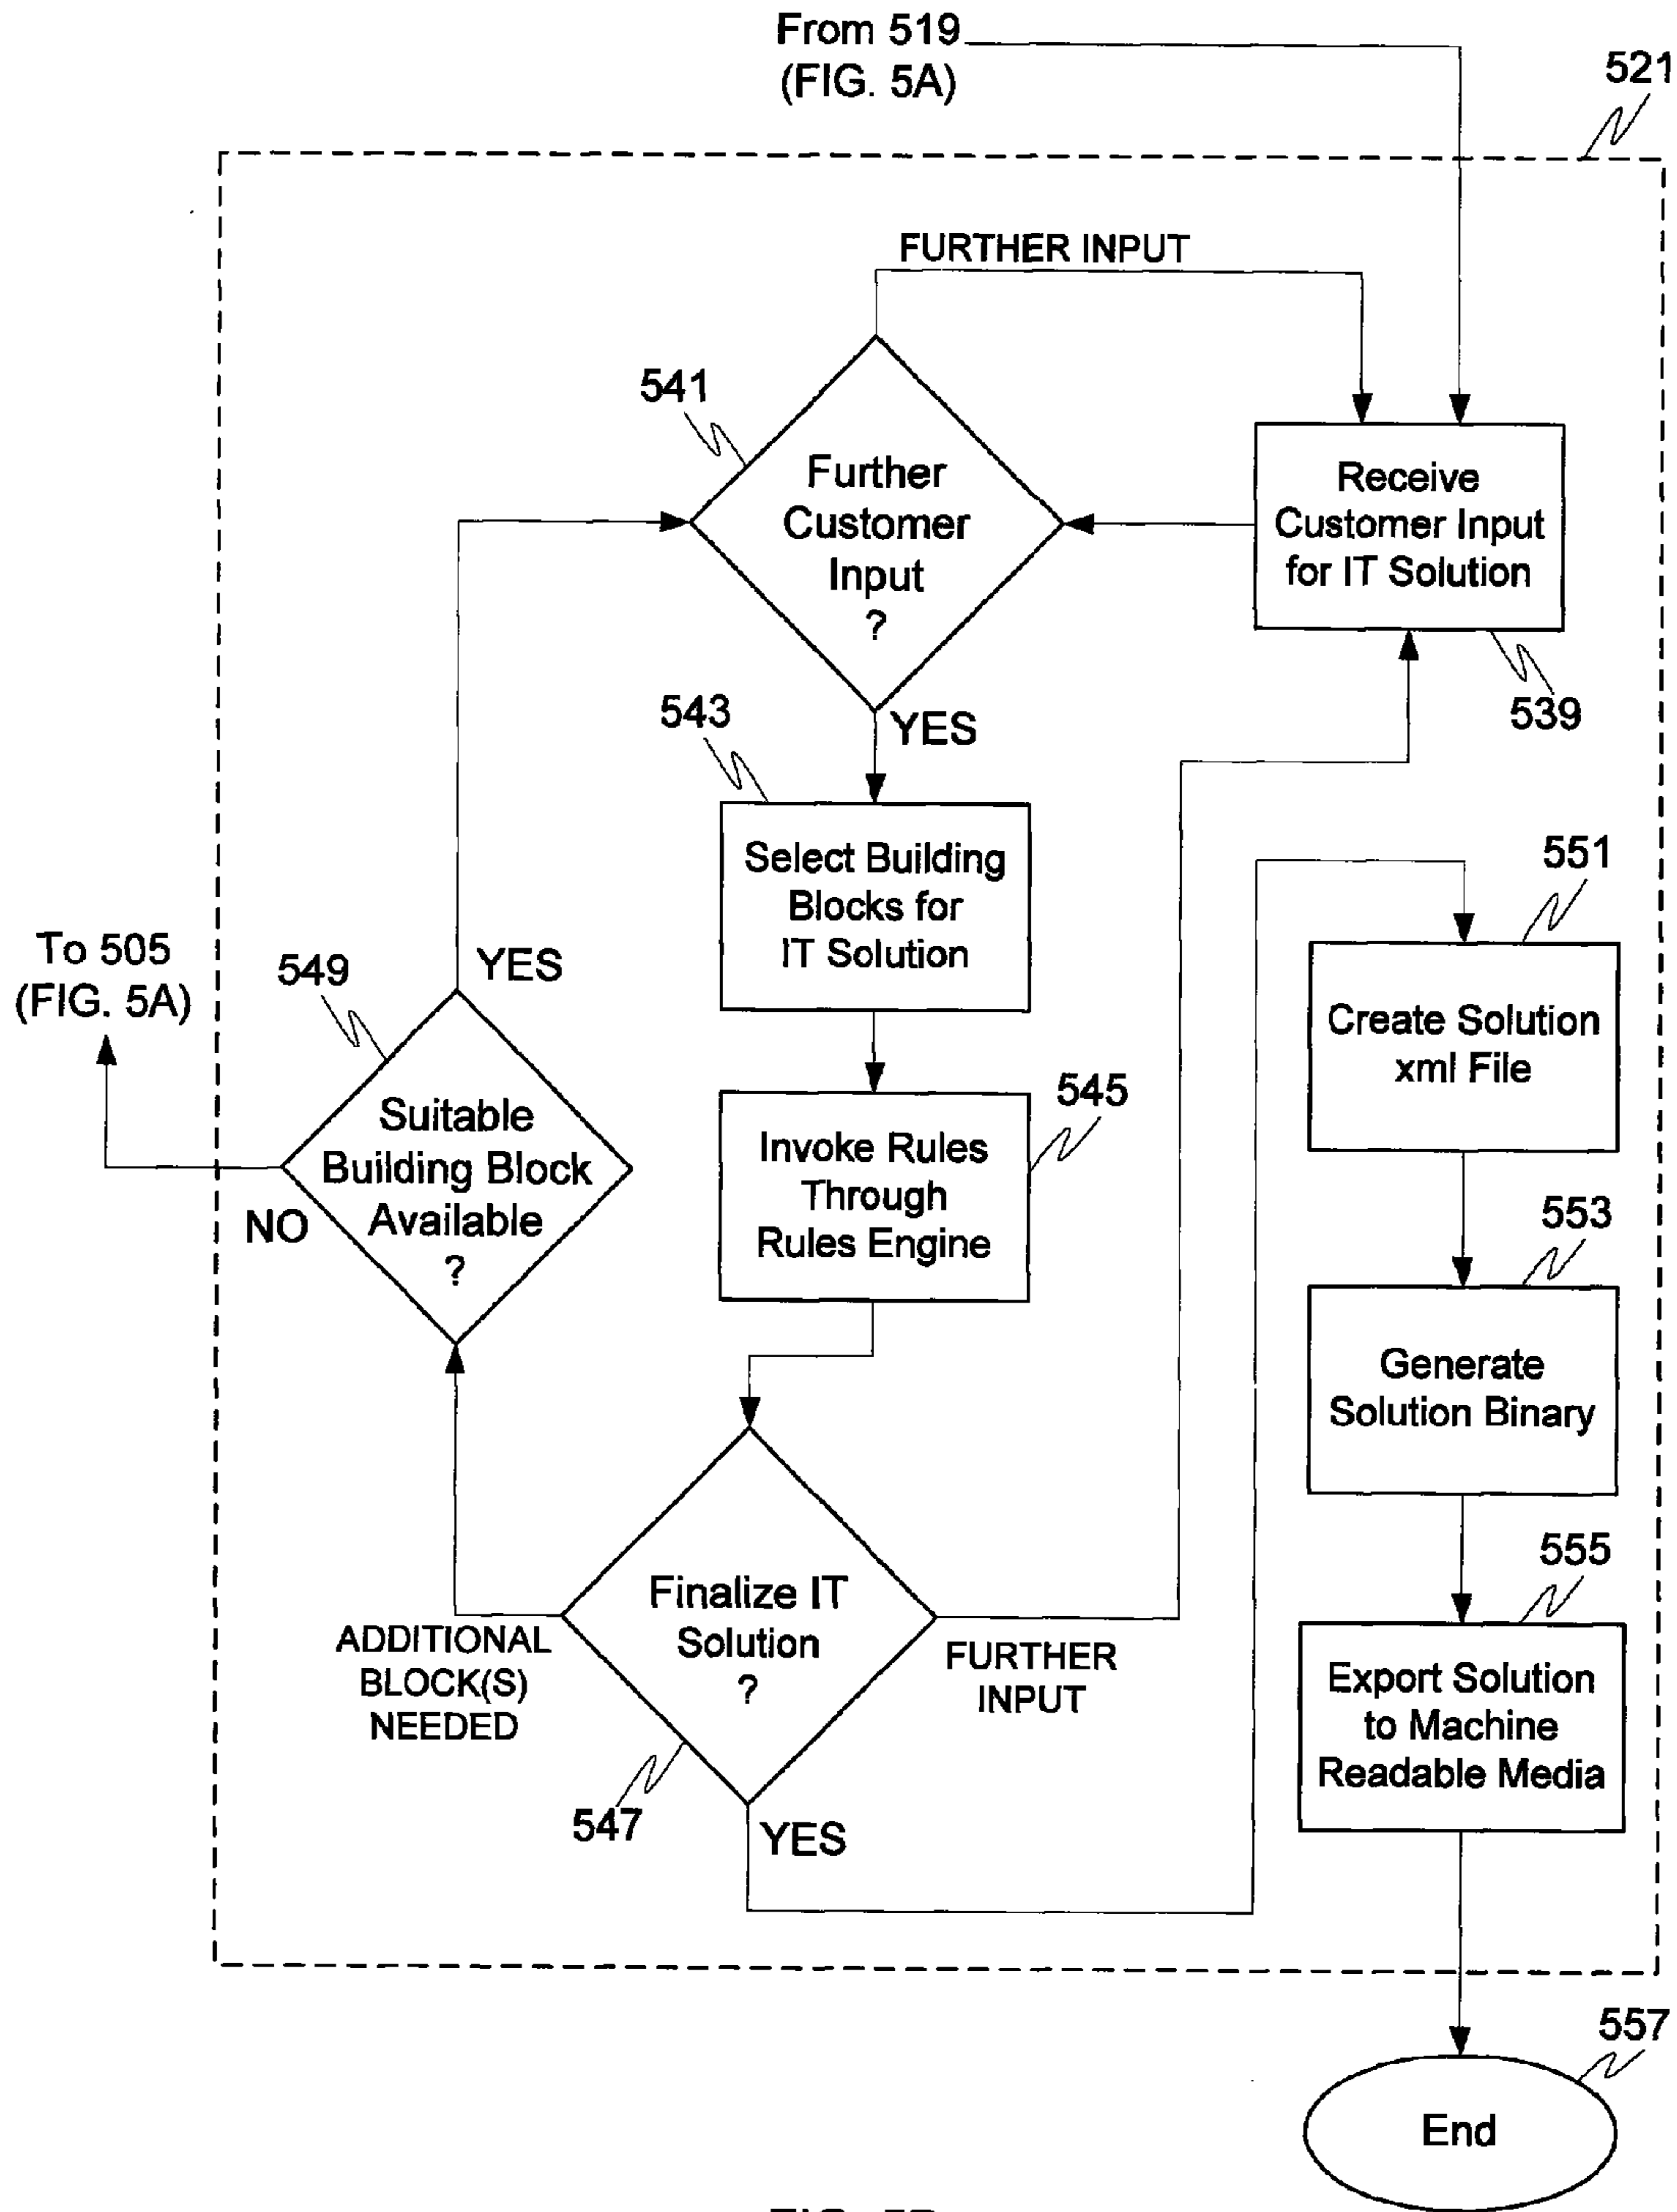 From 519
(FIG. 5A)
521
FURTHER INPUT
541
Further
Customer
Input
?
Receive
Customer Input
for IT Solution
539
YES
543
Select Building
Blocks for
IT Solution
551
Create Solution
xml File
To 505
(FIG. 5A)
549
YES
Suitable
Building Block
Available
?
NO
545
Invoke Rules
Through
Rules Engine
553
Generate
Solution Binary
555
Export Solution
to Machine
Readable Media
Finalize IT
Solution
?
ADDITIONAL
BLOCK(S)
NEEDED
FURTHER
INPUT
547
YES
557
End